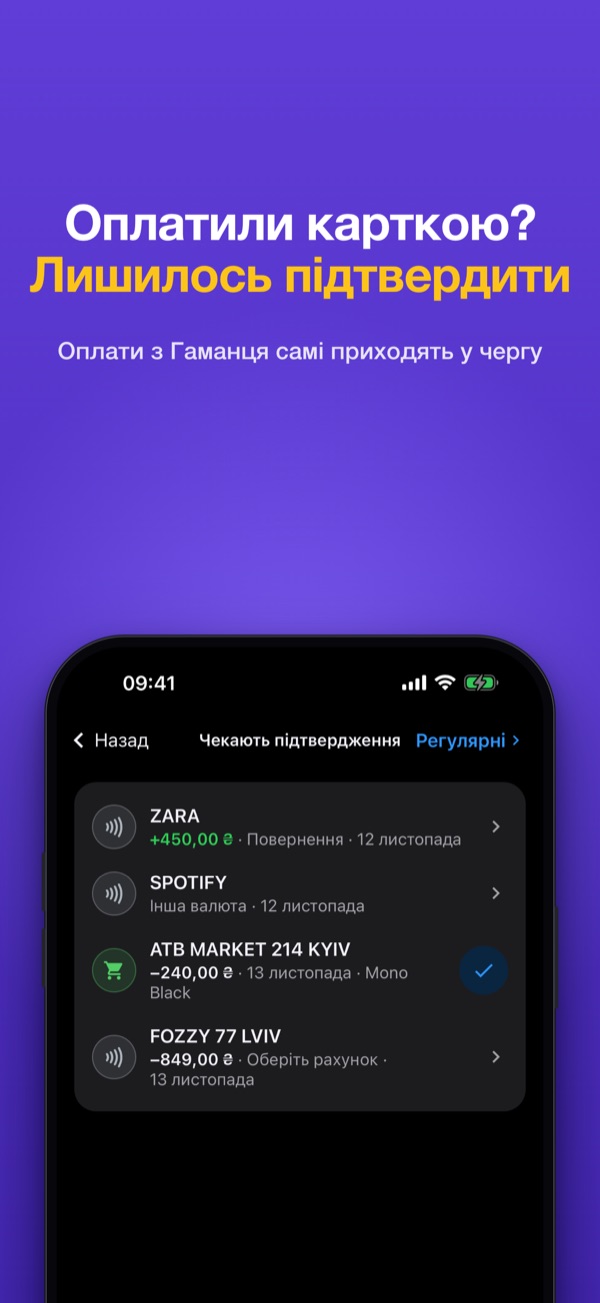 Оплатили карткою?
Лишилось підтвердити
Оплати з Гаманця самі приходять у чергу
09:41
Назад
Чекають підтвердження
Регулярні
ZARA
+450,00 ₴ · Повернення · 12 листопада
SPOTIFY
Інша валюта · 12 листопада
ATB MARKET 214 KYIV
−240,00 ₴ · 13 листопада · Mono
Black
FOZZY 77 LVIV
−849,00 ₴ · Оберіть рахунок ·
13 листопада